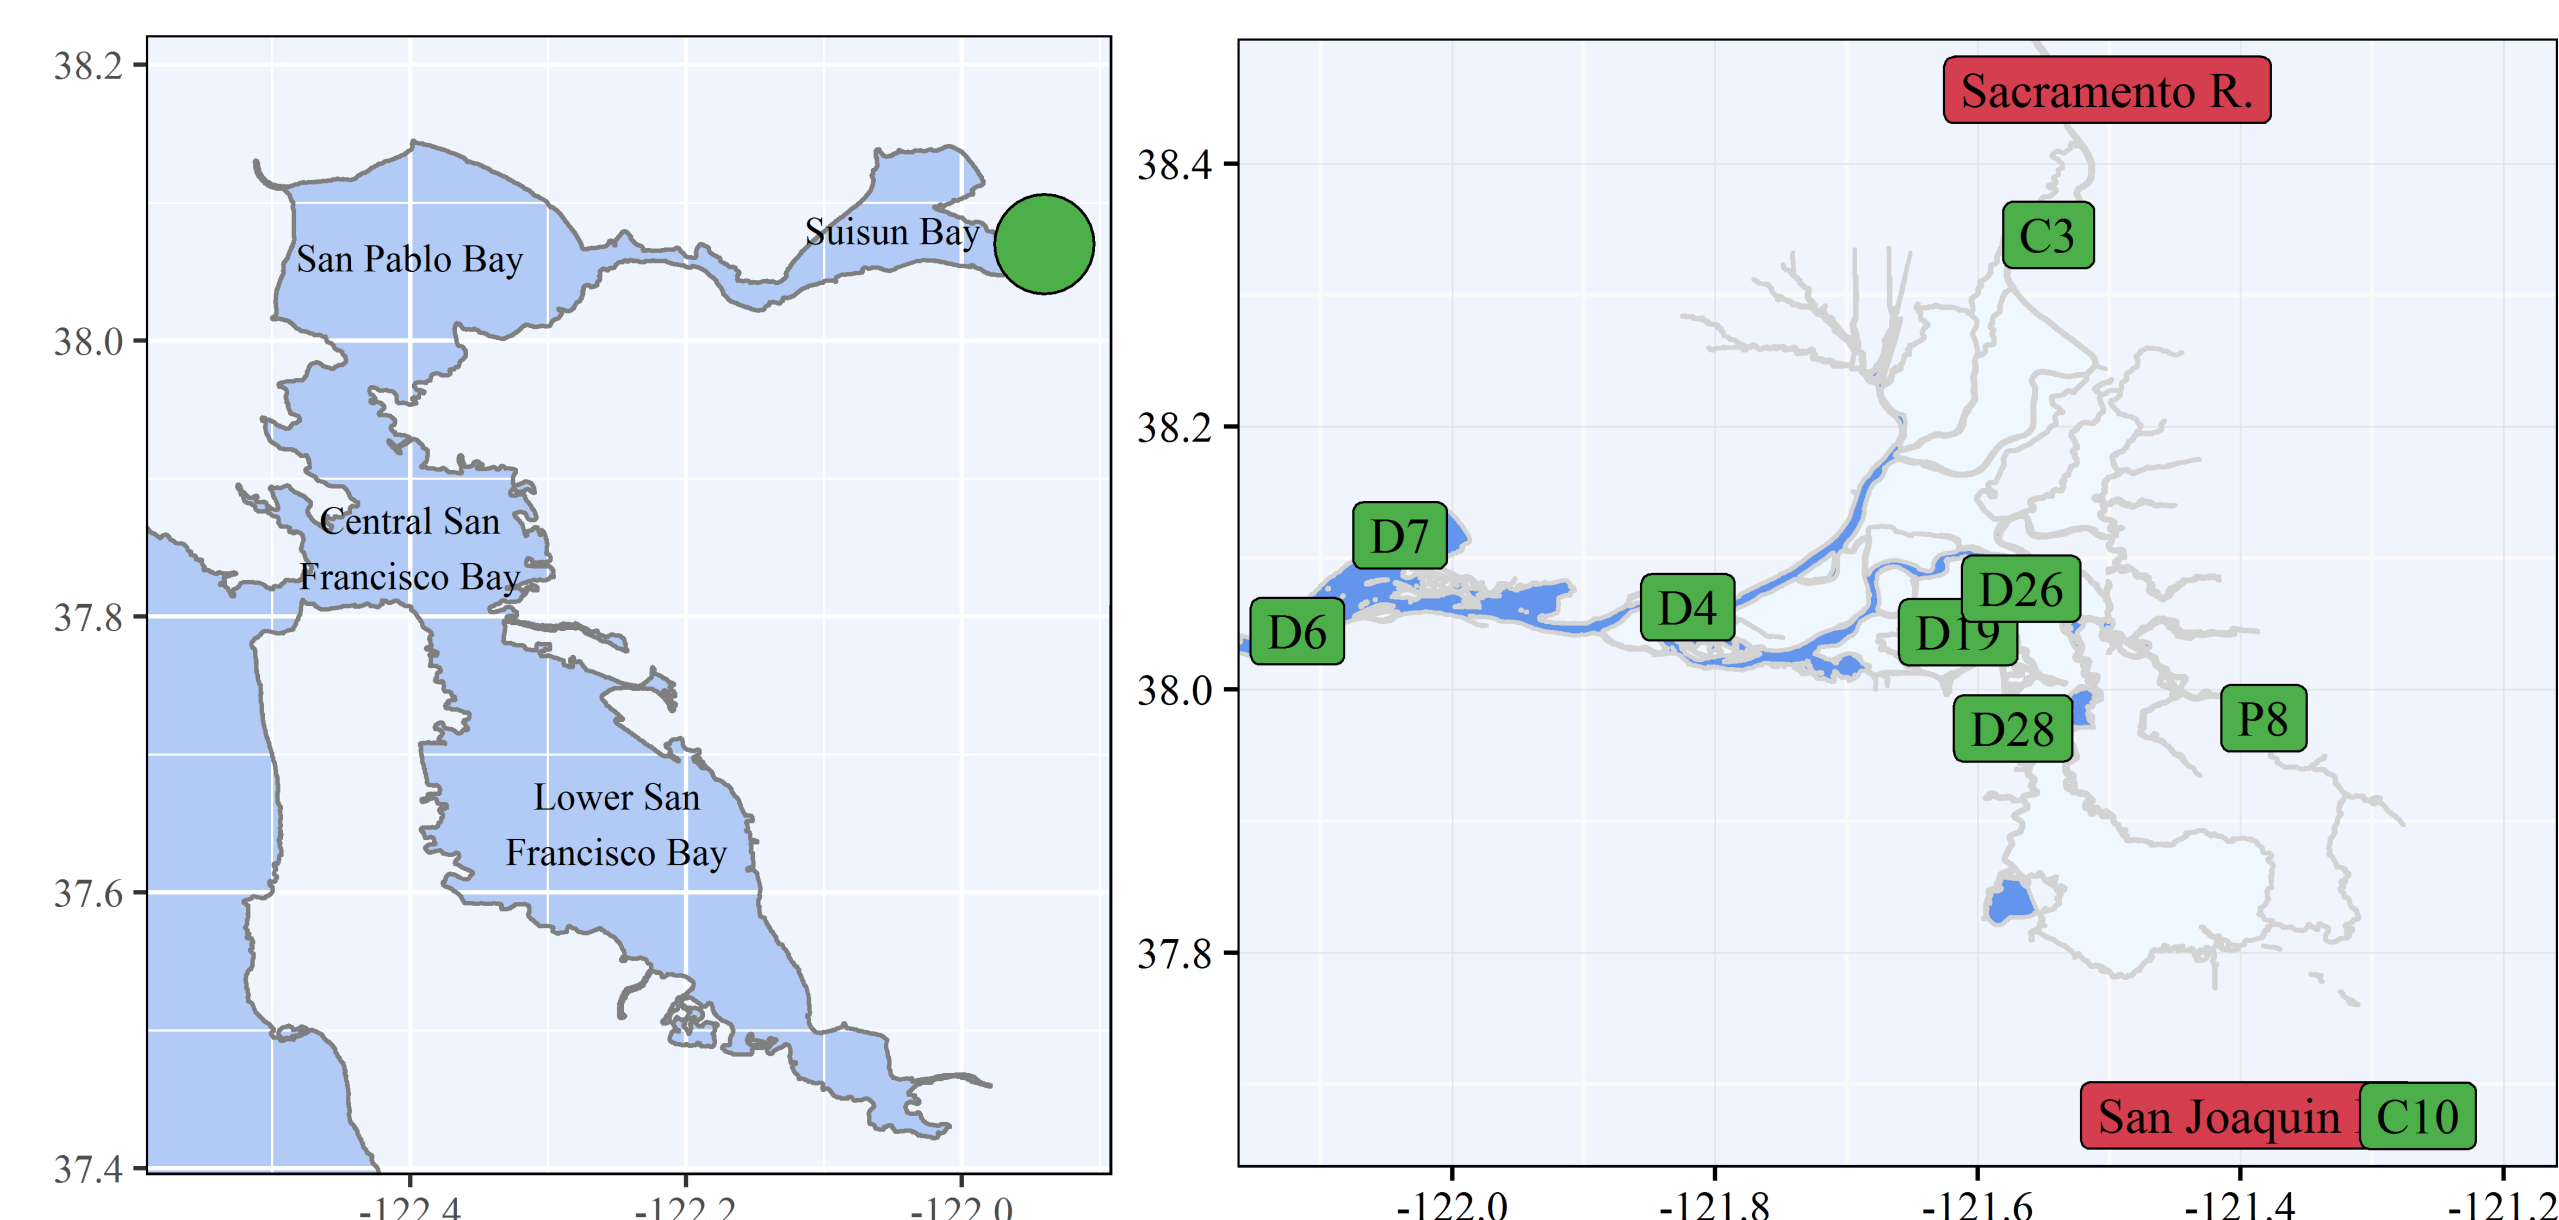 38.2
38.0
37.8
37.6
37.4
-122.4
-122.2
-122.0
San Pablo Bay
Suisun Bay
Central San
Francisco Bay
Lower San
Francisco Bay
38.4
38.2
38.0
37.8
-122.0
-121.8
-121.6
-121.4
-121.2
Sacramento R.
C3
D7
D6
D4
D26
D19
D28
P8
San Joaquin
C10